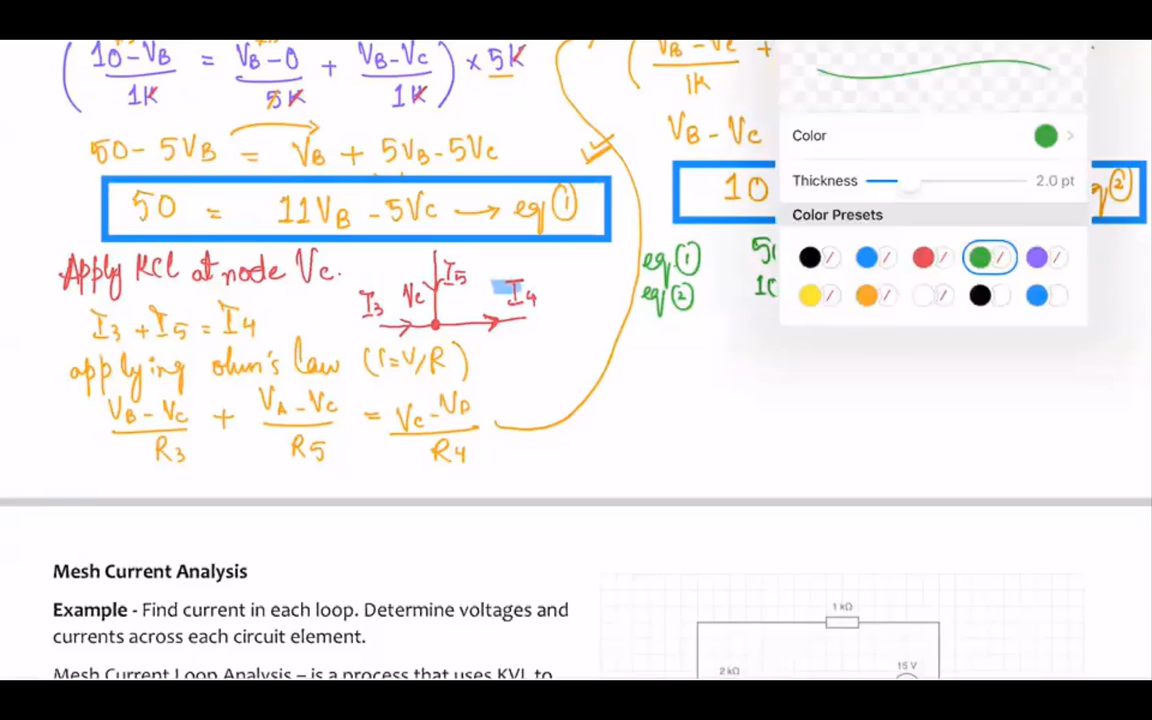 ( 10-VB/1K = VB-0/5K + VB-VC/1K ) × 5K
50 - 5VB = VB + 5VB - 5VC
50 = 11VB - 5VC → eq ①
Apply KCL at node Vc.
I3 + I5 = I4
I3 Vc I5 I4
applying ohm's law (I=V/R)
VB - VC/R3 + VA - VC/R5 = VC - VD/R4
( VB - VC/1K +
VB - VC
10
eq ②
eq ① 50
eq ② 10
Color
Thickness 2.0 pt
Color Presets
Mesh Current Analysis
Example - Find current in each loop. Determine voltages and
currents across each circuit element.
Mesh Current Loop Analysis – is a process that uses KVL to
1 kΩ
2 kΩ
15 V